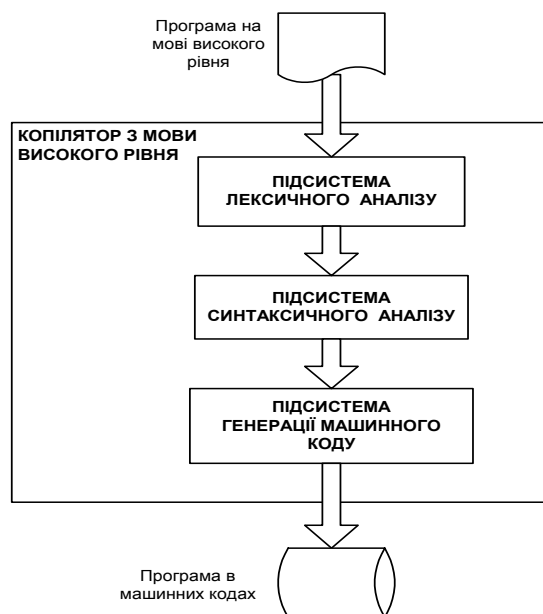 Програма на
мові високого
рівня
КОПІЛЯТОР З МОВИ
ВИСОКОГО РІВНЯ
ПІДСИСТЕМА
ЛЕКСИЧНОГО АНАЛІЗУ
ПІДСИСТЕМА
СИНТАКСИЧНОГО АНАЛІЗУ
ПІДСИСТЕМА
ГЕНЕРАЦІЇ МАШИННОГО
КОДУ
Програма в
машинних кодах